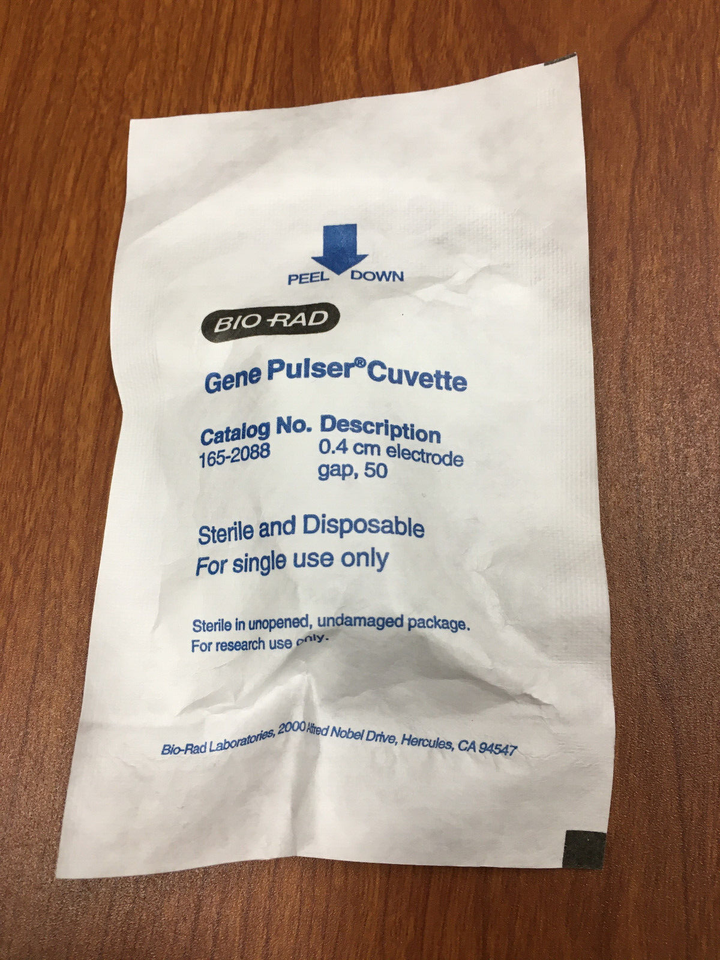 PEEL DOWN
BIO-RAD
Gene Pulser® Cuvette
Catalog No. Description
165-2088 0.4 cm electrode
gap, 50
Sterile and Disposable
For single use only
Sterile in unopened, undamaged package.
For research use only.
Bio-Rad Laboratories, 2000 Alfred Nobel Drive, Hercules, CA 94547